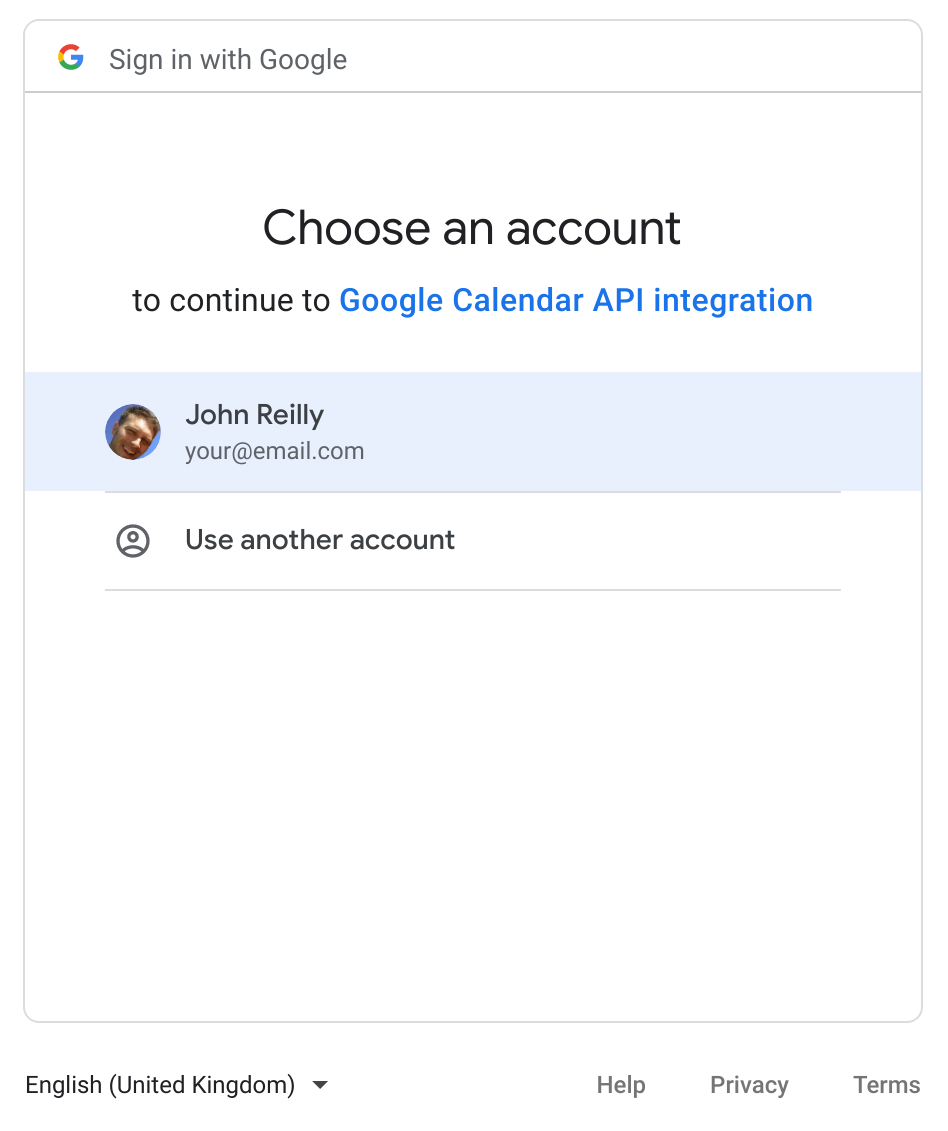 Sign in with Google
Choose an account
to continue to Google Calendar API integration
John Reilly
your@email.com
Use another account
English (United Kingdom)
Help Privacy Terms